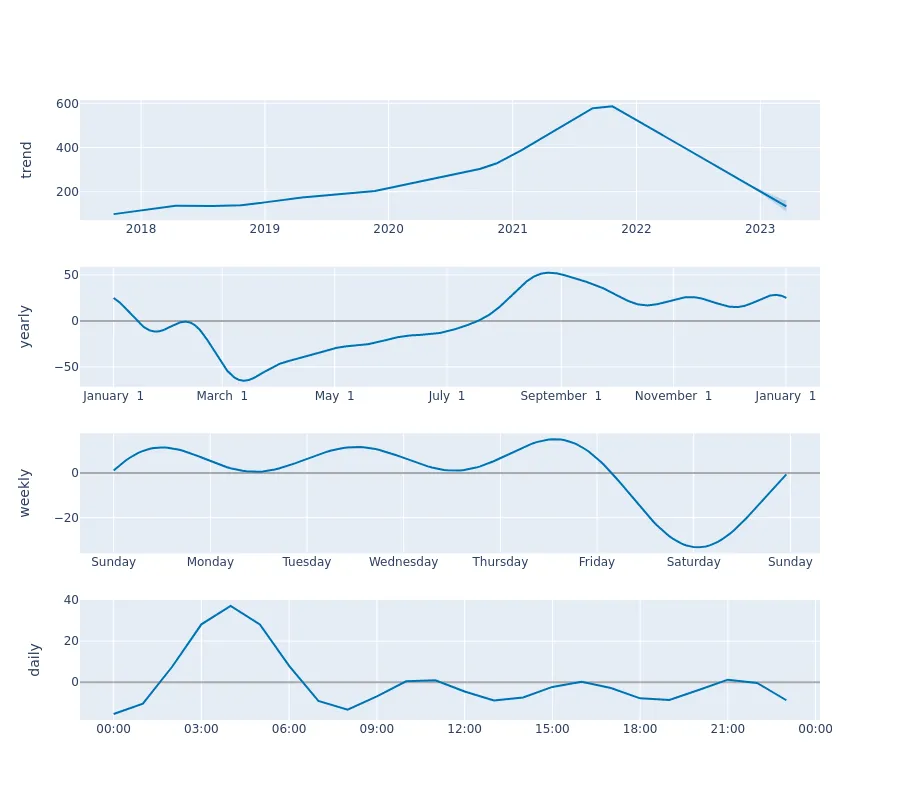 600
400
200
trend
2018 2019 2020 2021 2022 2023
50
0
−50
yearly
January 1 March 1 May 1 July 1 September 1 November 1 January 1
0
−20
weekly
Sunday Monday Tuesday Wednesday Thursday Friday Saturday Sunday
40
20
0
daily
00:00 03:00 06:00 09:00 12:00 15:00 18:00 21:00 00:00